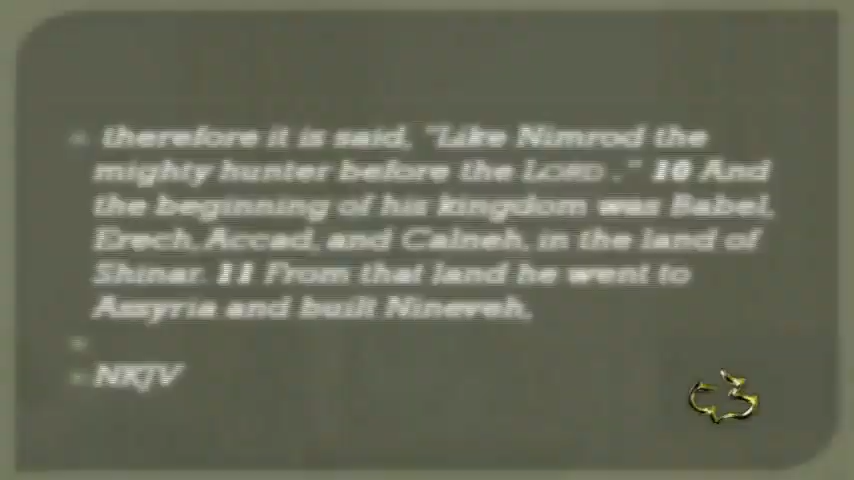 therefore it is said, "Like Nimrod the
mighty hunter before the LORD ." 10 And
the beginning of his kingdom was Babel,
Erech, Accad, and Calneh, in the land of
Shinar. 11 From that land he went to
Assyria and built Nineveh,
NKJV